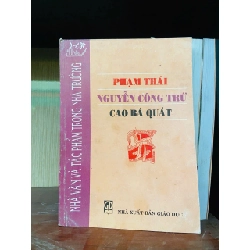 NHÀ VĂN VÀ TÁC PHẨM TRONG NHÀ TRƯỜNG
PHẠM THÁI
NGUYỄN CÔNG TRỨ
CAO BÁ QUÁT
NHÀ XUẤT BẢN GIÁO DỤC